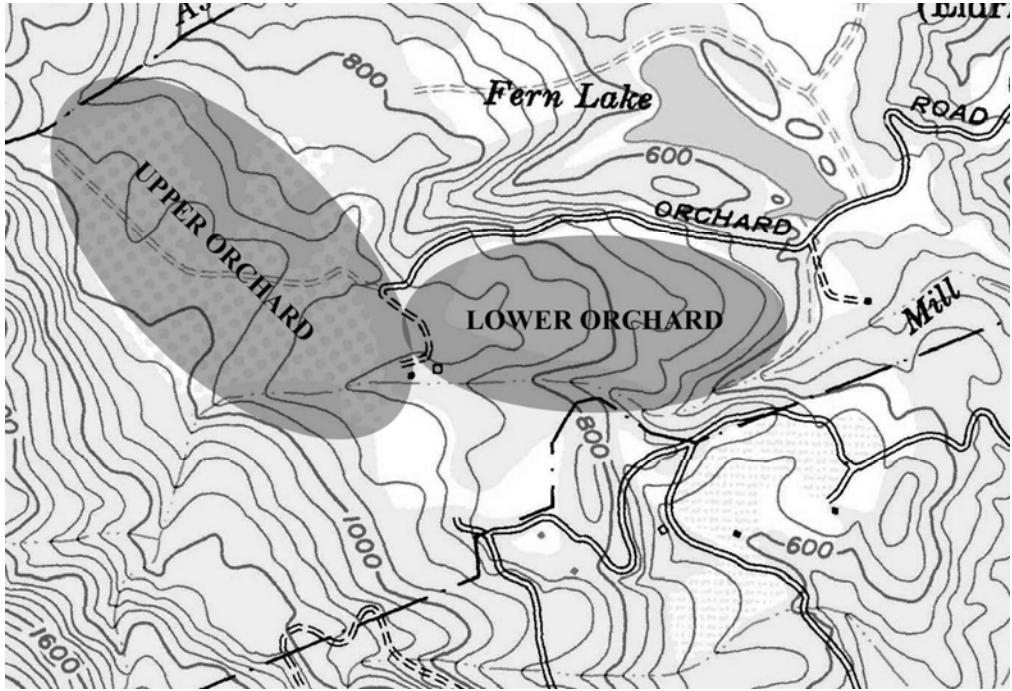 800
Fern Lake
ROAD
600
ORCHARD
UPPER ORCHARD
LOWER ORCHARD
Mill
800
1000
600
1600